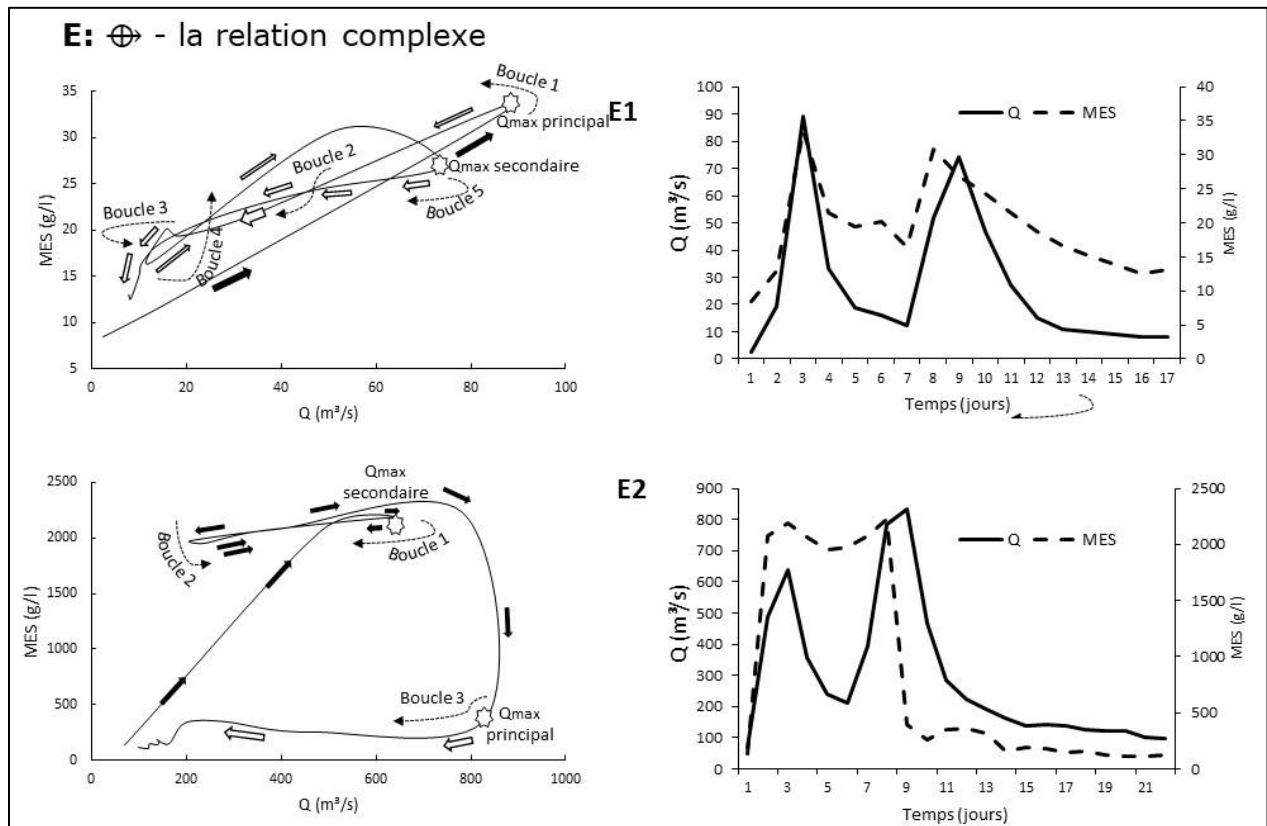 E: - la relation complexe
E1
MES (g/l)
35
30
25
20
15
10
5
0
20
40
60
80
100
Q (m³/s)
Boucle 1
Qmax principal
Boucle 2
Qmax secondaire
Boucle 5
Boucle 3
Boucle 4
Q (m³/s)
100
90
80
70
60
50
40
30
20
10
0
Q
MES
40
35
30
25
20
15
10
5
0
MES (g/l)
1 2 3 4 5 6 7 8 9 10 11 12 13 14 15 16 17
Temps (jours)
E2
MES (g/l)
2500
2000
1500
1000
500
0
0
200
400
600
800
1000
Q (m³/s)
Qmax
secondaire
Boucle 1
Boucle 2
Boucle 3
Qmax
principal
Q (m³/s)
900
800
700
600
500
400
300
200
100
0
Q
MES
2500
2000
1500
1000
500
0
MES (g/l)
1 3 5 7 9 11 13 15 17 19 21
Temps (jours)